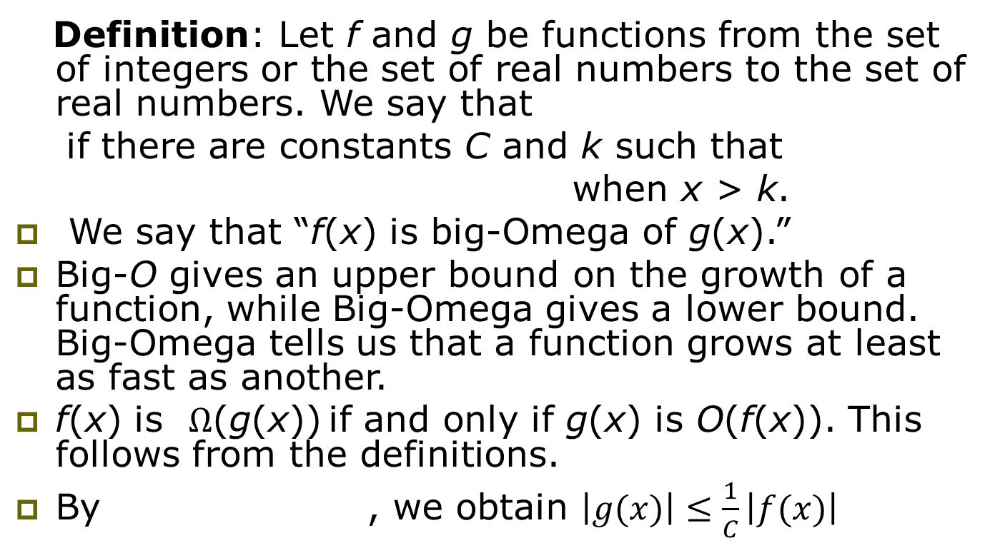 Definition: Let f and g be functions from the set
of integers or the set of real numbers to the set of
real numbers. We say that
if there are constants C and k such that
when x > k.
We say that “f(x) is big-Omega of g(x).”
Big-O gives an upper bound on the growth of a
function, while Big-Omega gives a lower bound.
Big-Omega tells us that a function grows at least
as fast as another.
f(x) is Ω(g(x)) if and only if g(x) is O(f(x)). This
follows from the definitions.
By , we obtain |g(x)| ≤ 1/C |f(x)|